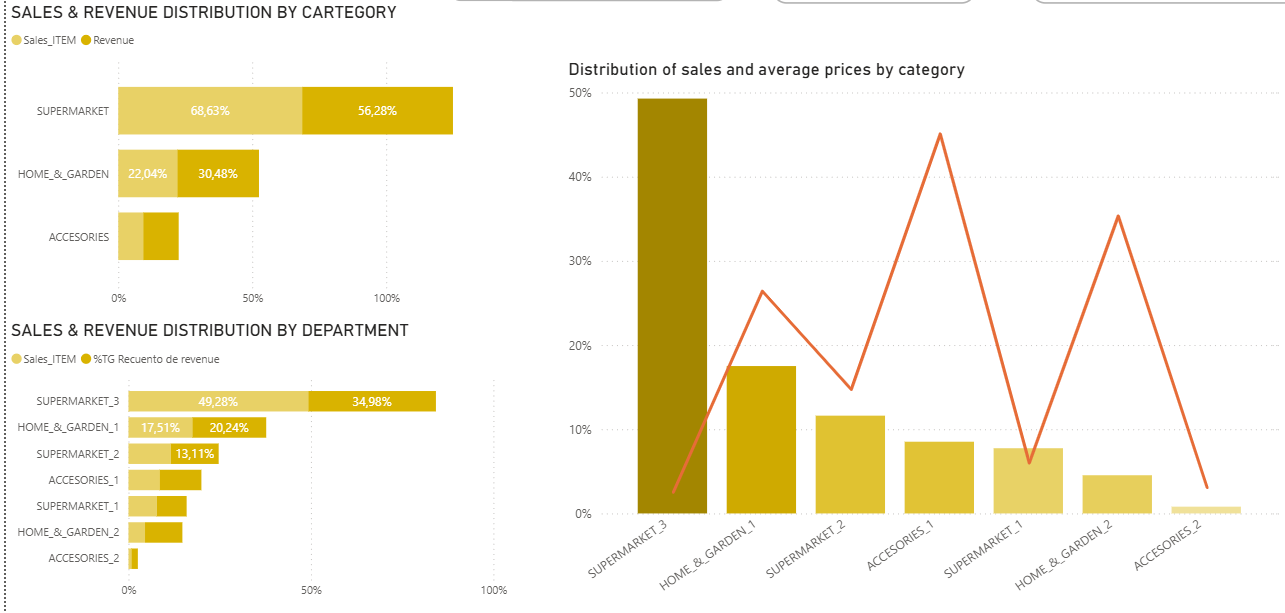 SALES & REVENUE DISTRIBUTION BY CARTEGORY
Sales_ITEM Revenue
SUPERMARKET 68,63% 56,28%
HOME_&_GARDEN 22,04% 30,48%
ACCESORIES
0% 50% 100%
SALES & REVENUE DISTRIBUTION BY DEPARTMENT
Sales_ITEM %TG Recuento de revenue
SUPERMARKET_3 49,28% 34,98%
HOME_&_GARDEN_1 17,51% 20,24%
SUPERMARKET_2 13,11%
ACCESORIES_1
SUPERMARKET_1
HOME_&_GARDEN_2
ACCESORIES_2
0% 50% 100%
Distribution of sales and average prices by category
50%
40%
30%
20%
10%
0%
SUPERMARKET_3
HOME_&_GARDEN_1
SUPERMARKET_2
ACCESORIES_1
SUPERMARKET_1
HOME_&_GARDEN_2
ACCESORIES_2